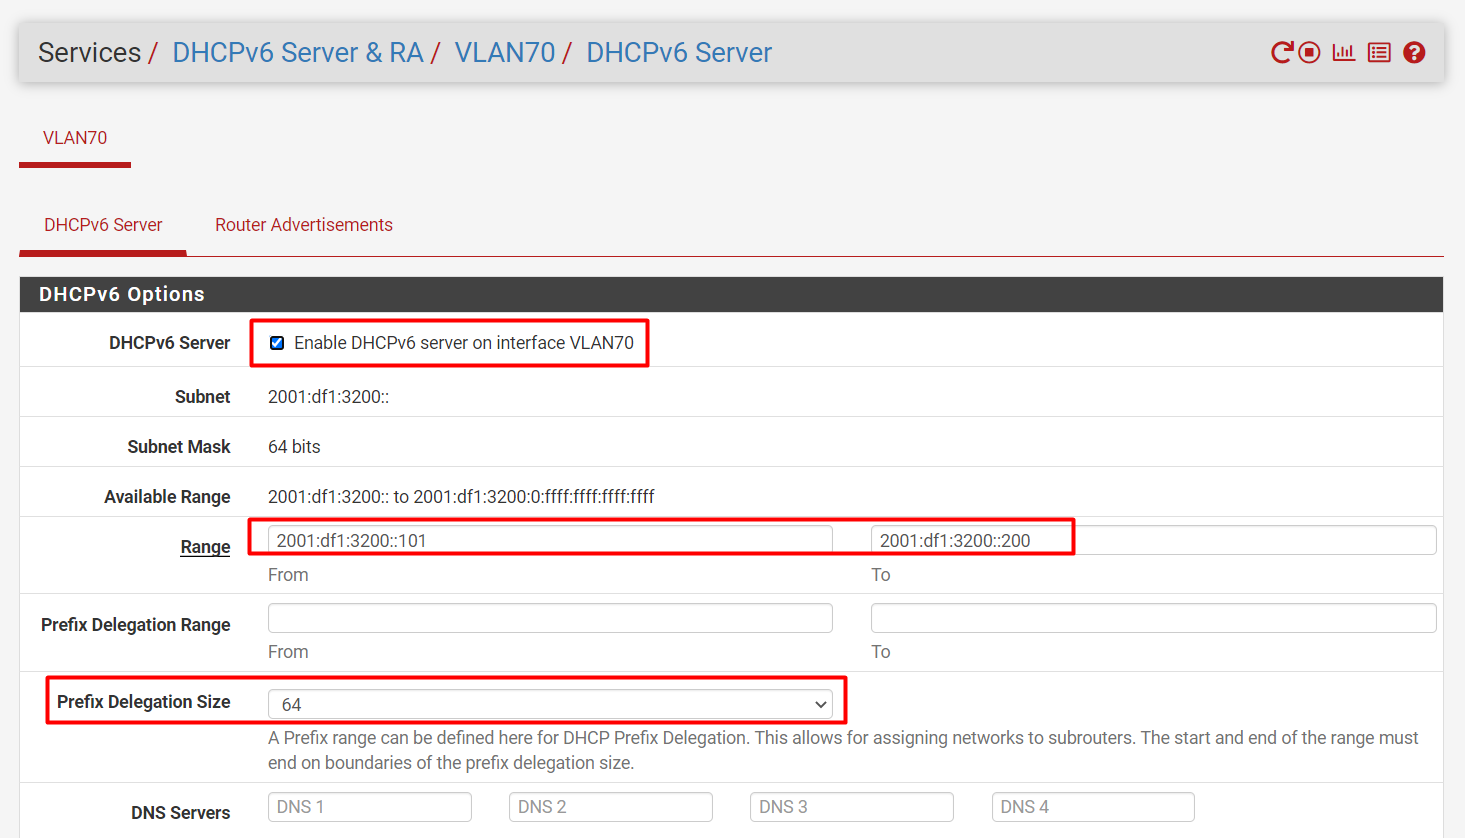 Services / DHCPv6 Server & RA / VLAN70 / DHCPv6 Server
VLAN70
DHCPv6 Server Router Advertisements
DHCPv6 Options
DHCPv6 Server Enable DHCPv6 server on interface VLAN70
Subnet 2001:df1:3200::
Subnet Mask 64 bits
Available Range 2001:df1:3200:: to 2001:df1:3200:0:ffff:ffff:ffff:ffff
Range 2001:df1:3200::101 2001:df1:3200::200
From To
Prefix Delegation Range
From To
Prefix Delegation Size 64
A Prefix range can be defined here for DHCP Prefix Delegation. This allows for assigning networks to subrouters. The start and end of the range must
end on boundaries of the prefix delegation size.
DNS Servers DNS 1 DNS 2 DNS 3 DNS 4